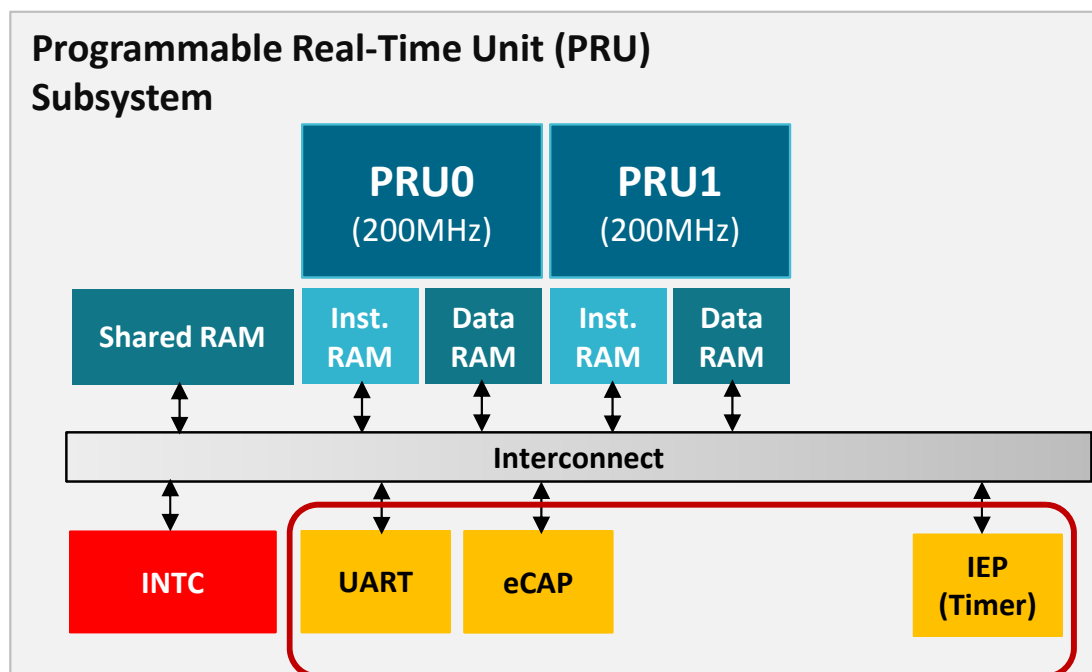 Programmable Real-Time Unit (PRU)
Subsystem
PRU0
(200MHz)
PRU1
(200MHz)
Shared RAM
Inst.
RAM
Data
RAM
Inst.
RAM
Data
RAM
Interconnect
INTC
UART
eCAP
IEP
(Timer)